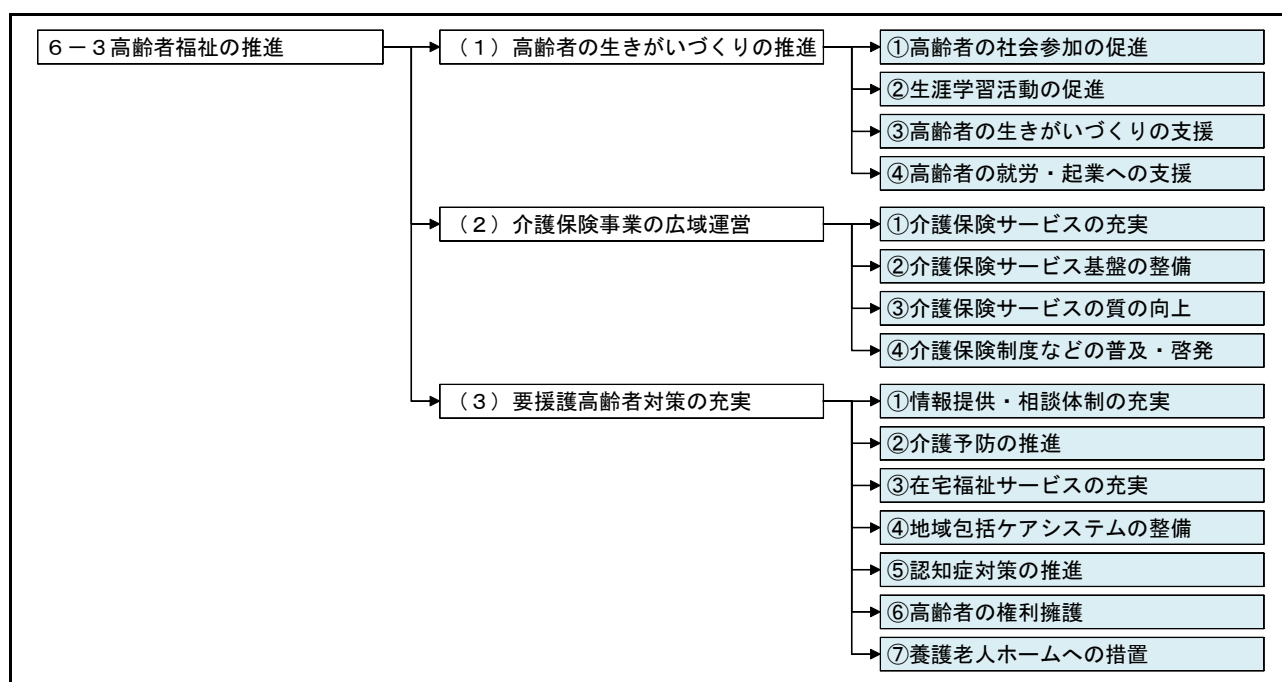 ６－３高齢者福祉の推進
（１）高齢者の生きがいづくりの推進
①高齢者の社会参加の促進
②生涯学習活動の促進
③高齢者の生きがいづくりの支援
④高齢者の就労・起業への支援
（２）介護保険事業の広域運営
①介護保険サービスの充実
②介護保険サービス基盤の整備
③介護保険サービスの質の向上
④介護保険制度などの普及・啓発
（３）要援護高齢者対策の充実
①情報提供・相談体制の充実
②介護予防の推進
③在宅福祉サービスの充実
④地域包括ケアシステムの整備
⑤認知症対策の推進
⑥高齢者の権利擁護
⑦養護老人ホームへの措置